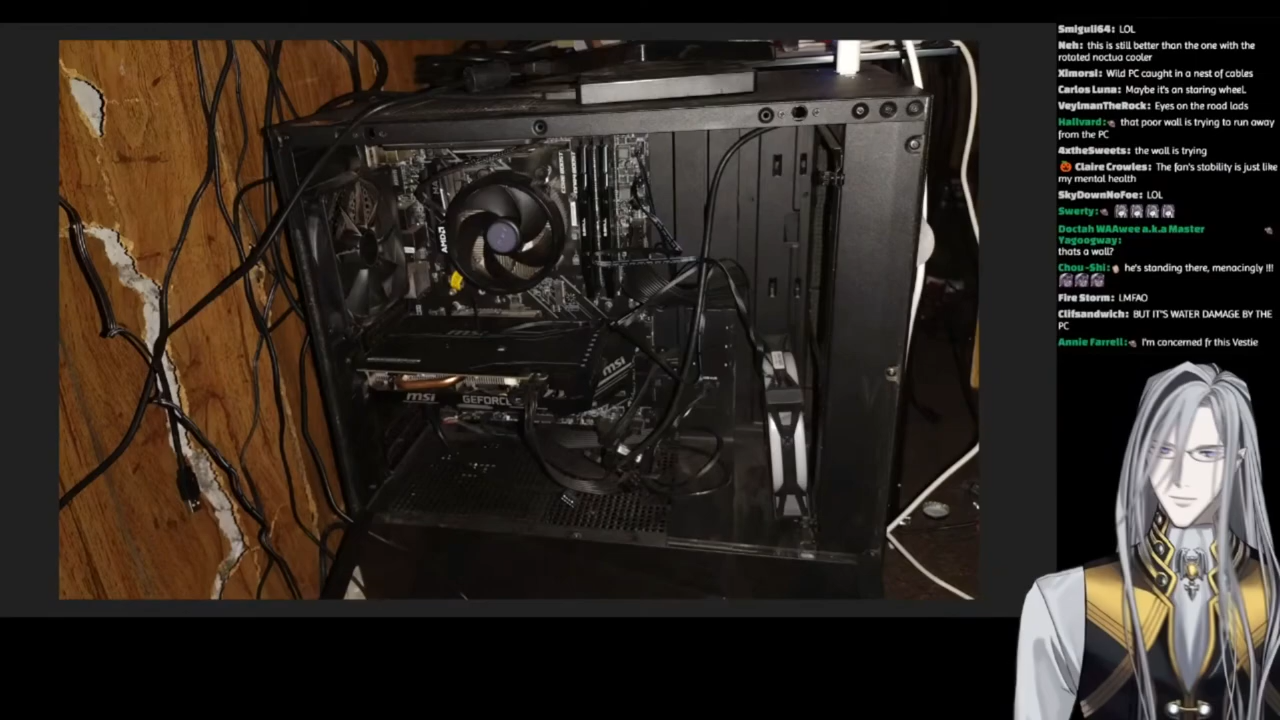 Smiguli64: LOL
Neh: this is still better than the one with the
rotated noctua cooler
Ximorsi: Wild PC caught in a nest of cables
Carlos Luna: Maybe it's an staring wheel.
VeylmanTheRock: Eyes on the road lads
Hallvard: that poor wall is trying to run away
from the PC
4xtheSweets: the wall is trying
Claire Crowles: The fan's stability is just like
my mental health
SkyDownNoFoe: LOL
Swerty:
Doctah WAAwee a.k.a Master
Yagoogway:
thats a wall?
Chou-Shi: he's standing there, menacingly !!!
Fire Storm: LMFAO
Clifsandwich: BUT IT'S WATER DAMAGE BY THE
PC
Annie Farrell: I'm concerned fr this Vestie
AMD
msi
msi
GEFORCE